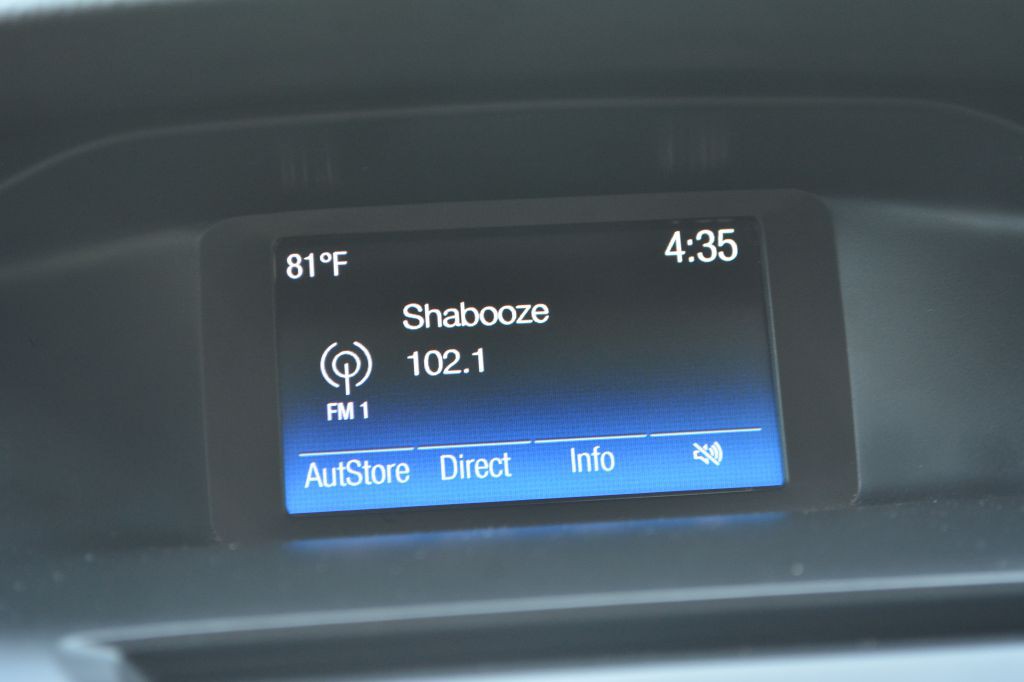 81°F 4:35
Shabooze
102.1
FM 1
AutStore Direct Info